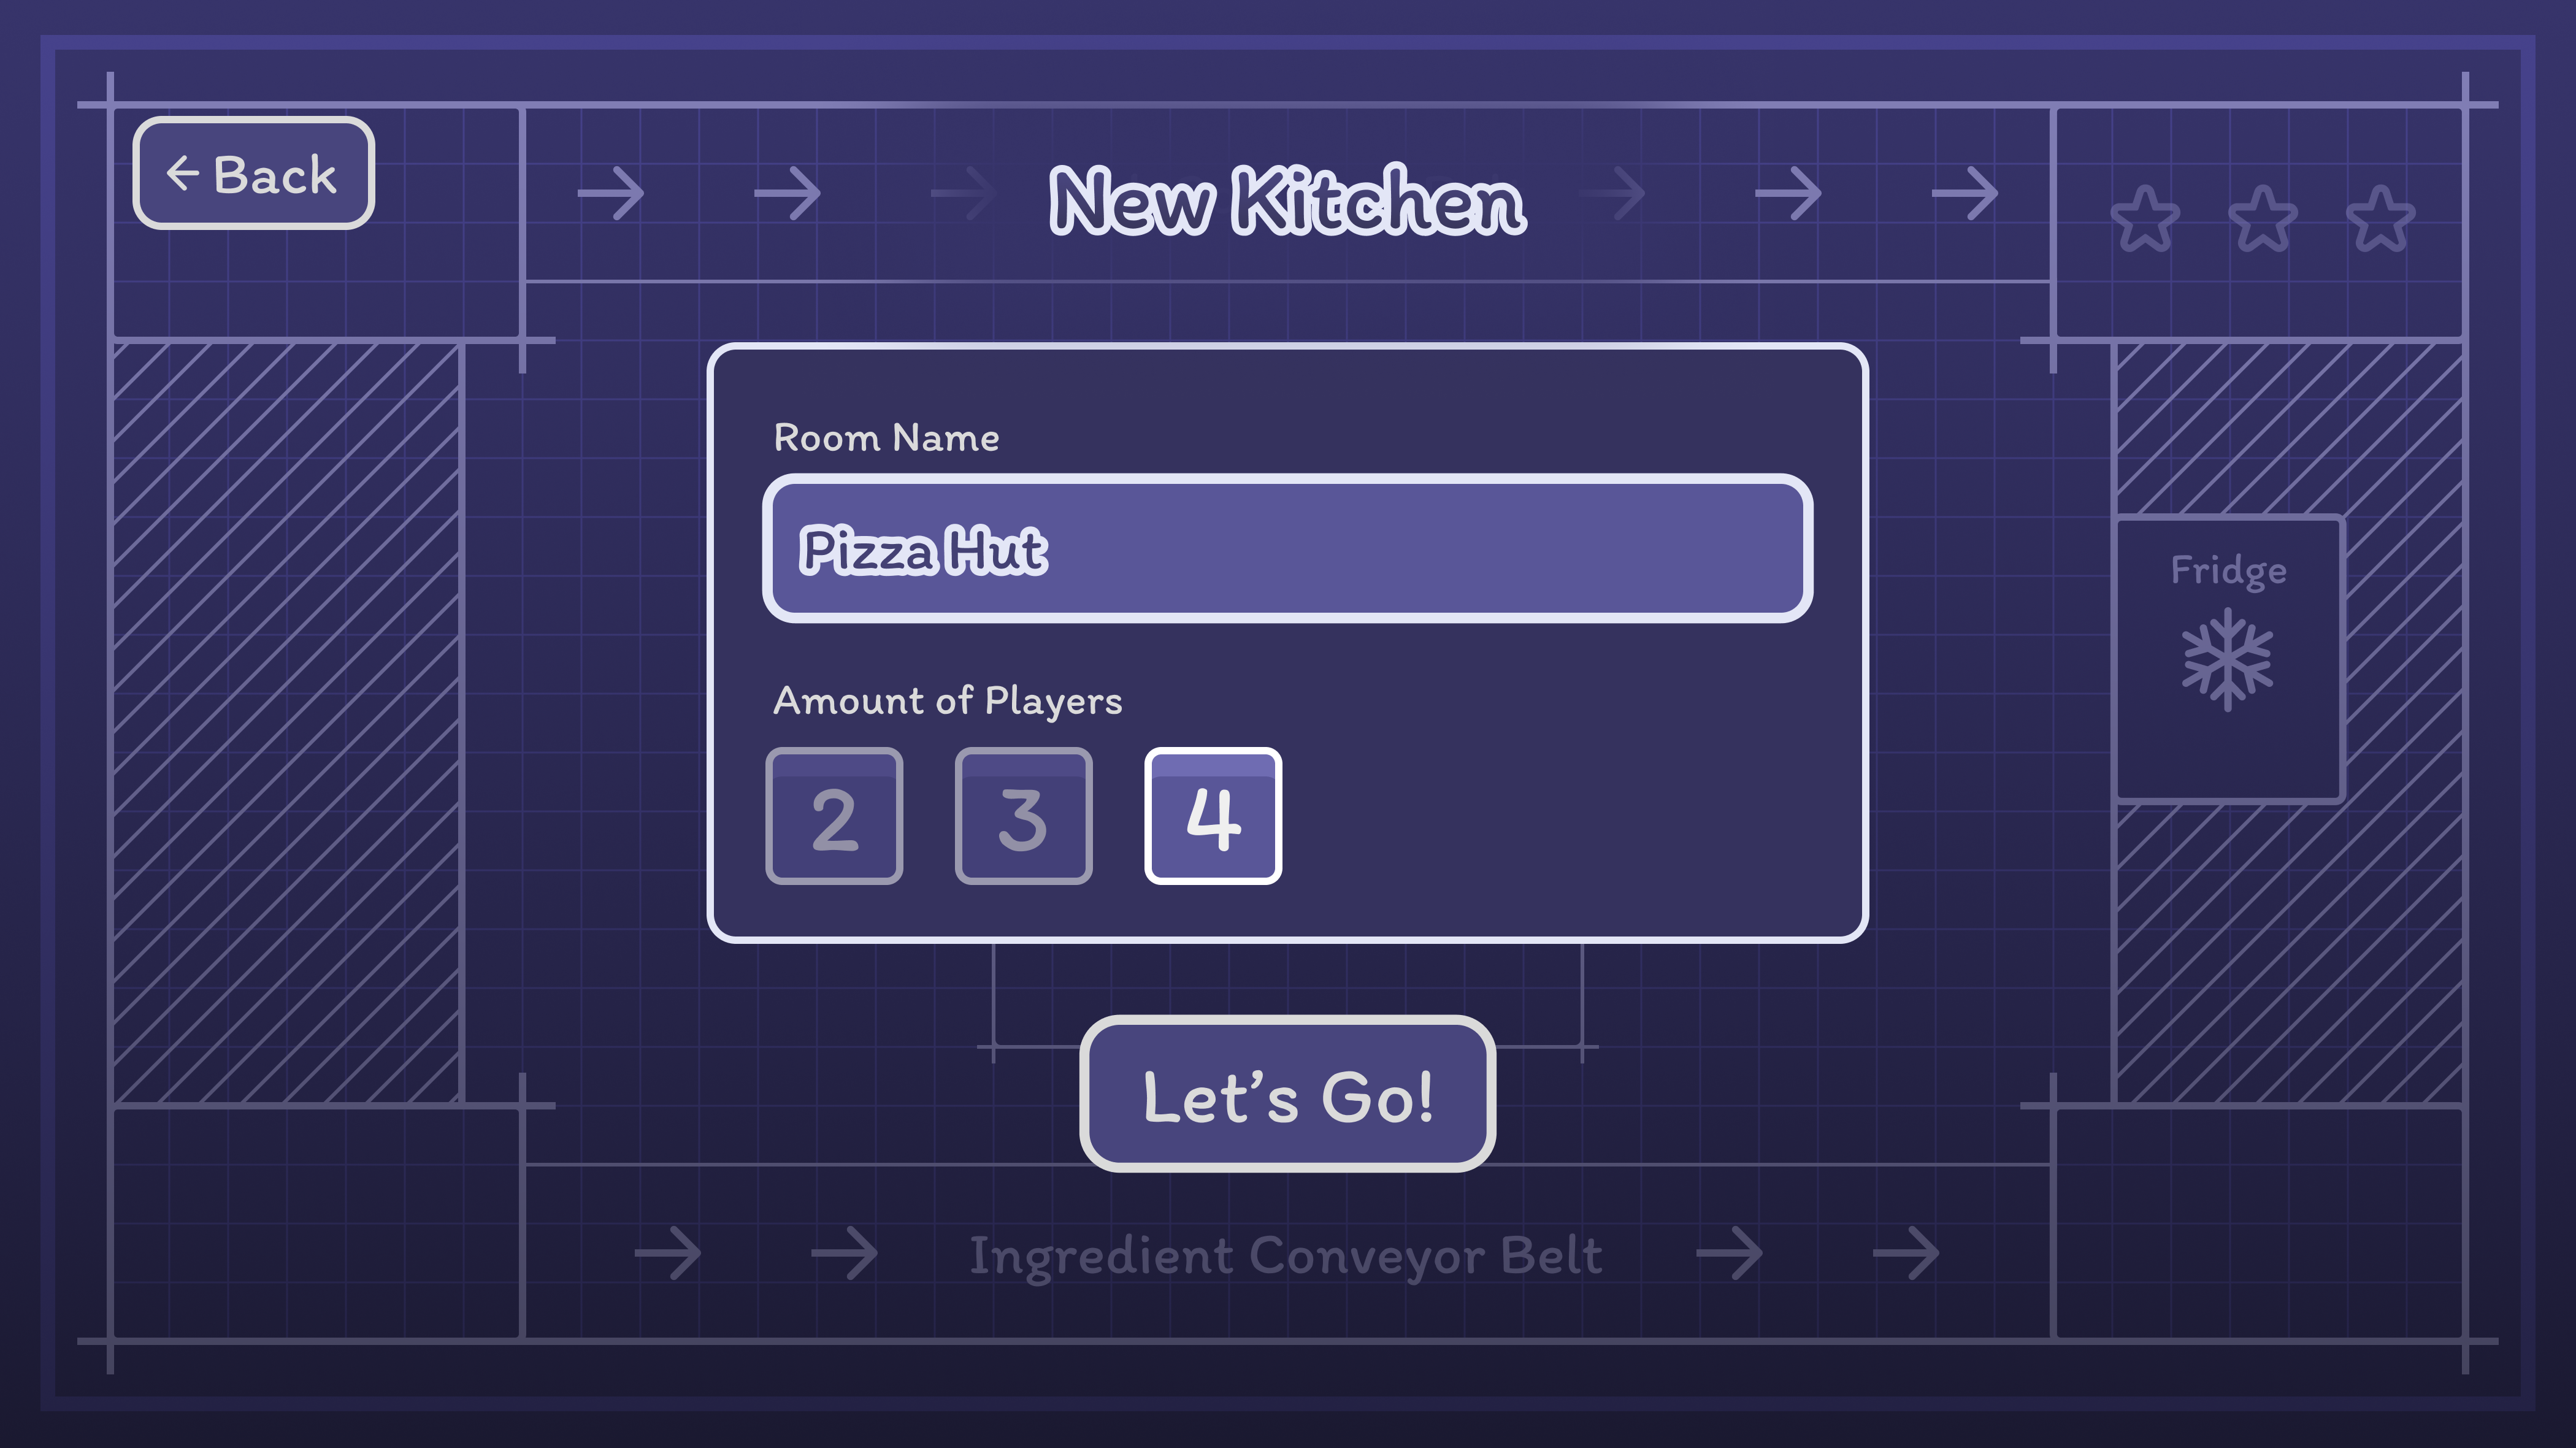 Back
New Kitchen
Room Name
Pizza Hut
Fridge
Amount of Players
2 3 4
Let’s Go!
Ingredient Conveyor Belt